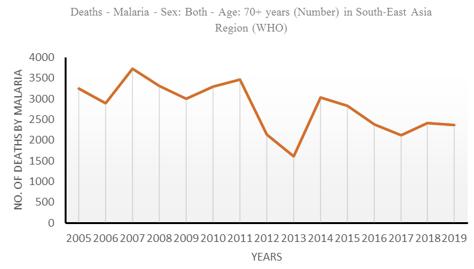 Deaths - Malaria - Sex: Both - Age: 70+ years (Number) in South-East Asia
Region (WHO)
NO. OF DEATHS BY MALARIA
4000
3500
3000
2500
2000
1500
1000
500
0
2005 2006 2007 2008 2009 2010 2011 2012 2013 2014 2015 2016 2017 2018 2019
YEARS